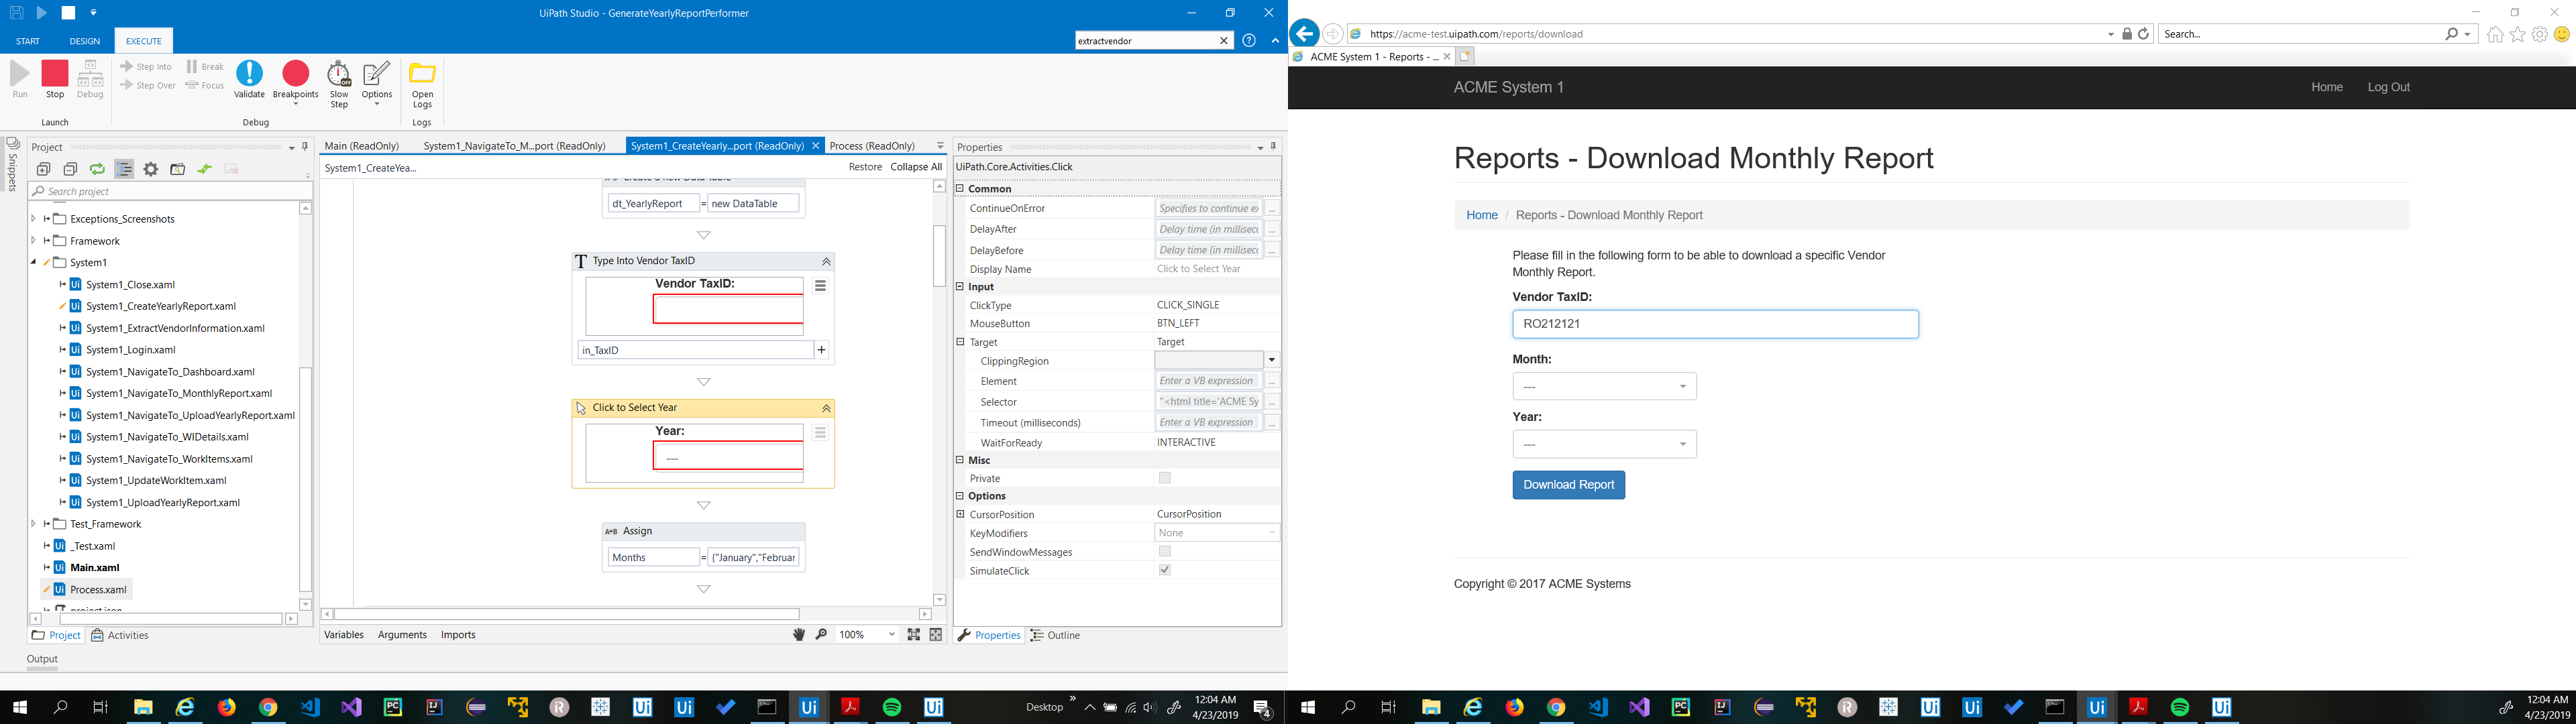 UiPath Studio - GenerateYearlyReportPerformer
START DESIGN EXECUTE
extractvendor
Run Stop Debug
Step Into Break
Step Over Focus
Validate Breakpoints Slow Step Options Open Logs
Launch Debug Logs
Snippets
Project
Search project
Exceptions_Screenshots
Framework
System1
System1_Close.xaml
System1_CreateYearlyReport.xaml
System1_ExtractVendorInformation.xaml
System1_Login.xaml
System1_NavigateTo_Dashboard.xaml
System1_NavigateTo_MonthlyReport.xaml
System1_NavigateTo_UploadYearlyReport.xaml
System1_NavigateTo_WIDetails.xaml
System1_NavigateTo_WorkItems.xaml
System1_UpdateWorkItem.xaml
System1_UploadYearlyReport.xaml
Test_Framework
_Test.xaml
Main.xaml
Process.xaml
project.json
Project Activities
Output
Main (ReadOnly) System1_NavigateTo_M...port (ReadOnly) System1_CreateYearly...port (ReadOnly) Process (ReadOnly)
System1_CreateYea... Restore Collapse All
Create a new Data Table
dt_YearlyReport = new DataTable
Type Into Vendor TaxID
Vendor TaxID:
in_TaxID
Click to Select Year
Year:
---
A+B Assign
Months = {"January","Februar
Variables Arguments Imports 100%
Properties
UiPath.Core.Activities.Click
Common
ContinueOnError Specifies to continue ex ...
DelayAfter Delay time (in millisecc ...
DelayBefore Delay time (in millisecc ...
Display Name Click to Select Year
Input
ClickType CLICK_SINGLE
MouseButton BTN_LEFT
Target Target
ClippingRegion
Element Enter a VB expression ...
Selector "<html title='ACME Sy ...
Timeout (milliseconds) Enter a VB expression ...
WaitForReady INTERACTIVE
Misc
Private
Options
CursorPosition CursorPosition
KeyModifiers None
SendWindowMessages
SimulateClick
Properties Outline
Desktop
12:04 AM
4/23/2019
4
https://acme-test.uipath.com/reports/download
Search...
ACME System 1 - Reports - ...
ACME System 1 Home Log Out
Reports - Download Monthly Report
Home / Reports - Download Monthly Report
Please fill in the following form to be able to download a specific Vendor
Monthly Report.
Vendor TaxID:
RO212121
Month:
---
Year:
---
Download Report
Copyright © 2017 ACME Systems
12:04 AM
4/23/2019